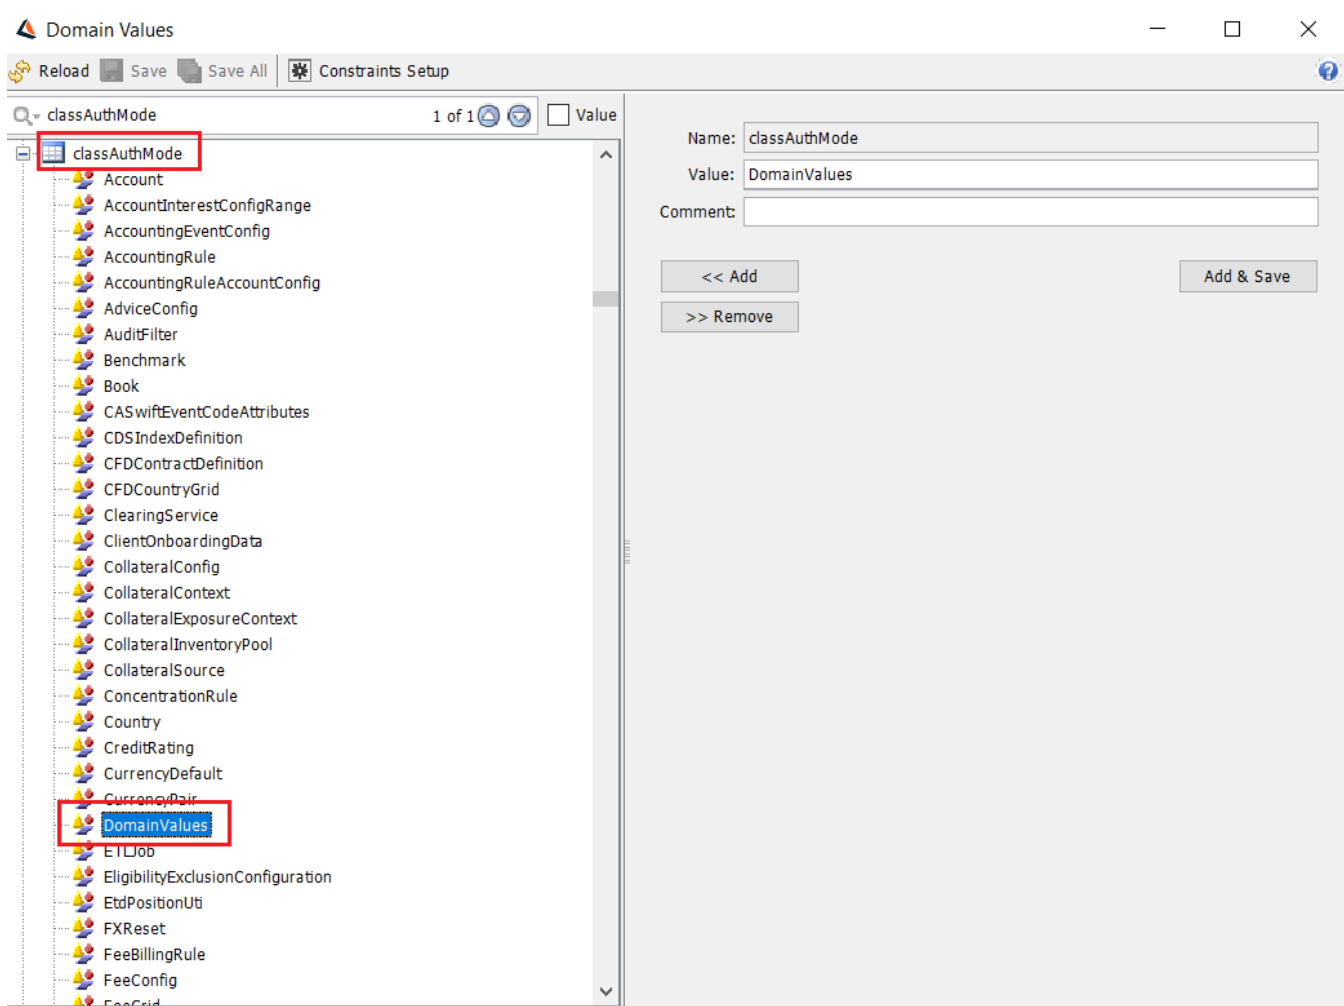 Domain Values
Reload Save Save All Constraints Setup
classAuthMode 1 of 1 Value
classAuthMode
Account
AccountInterestConfigRange
AccountingEventConfig
AccountingRule
AccountingRuleAccountConfig
AdviceConfig
AuditFilter
Benchmark
Book
CASwiftEventCodeAttributes
CDSIndexDefinition
CFDContractDefinition
CFDCountryGrid
ClearingService
ClientOnboardingData
CollateralConfig
CollateralContext
CollateralExposureContext
CollateralInventoryPool
CollateralSource
ConcentrationRule
Country
CreditRating
CurrencyDefault
CurrencyPair
DomainValues
ETLJob
EligibilityExclusionConfiguration
EtdPositionUti
FXReset
FeeBillingRule
FeeConfig
FeeGrid
Name: classAuthMode
Value: DomainValues
Comment:
<< Add Add & Save
>> Remove